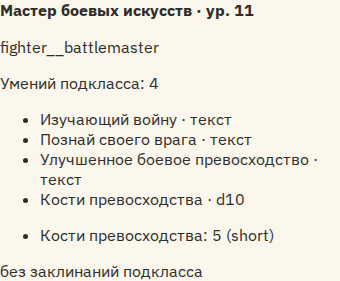 Мастер боевых искусств · ур. 11
fighter__battlemaster
Умений подкласса: 4
• Изучающий войну · текст
• Познай своего врага · текст
• Улучшенное боевое превосходство ·
текст
• Кости превосходства · d10
• Кости превосходства: 5 (short)
без заклинаний подкласса